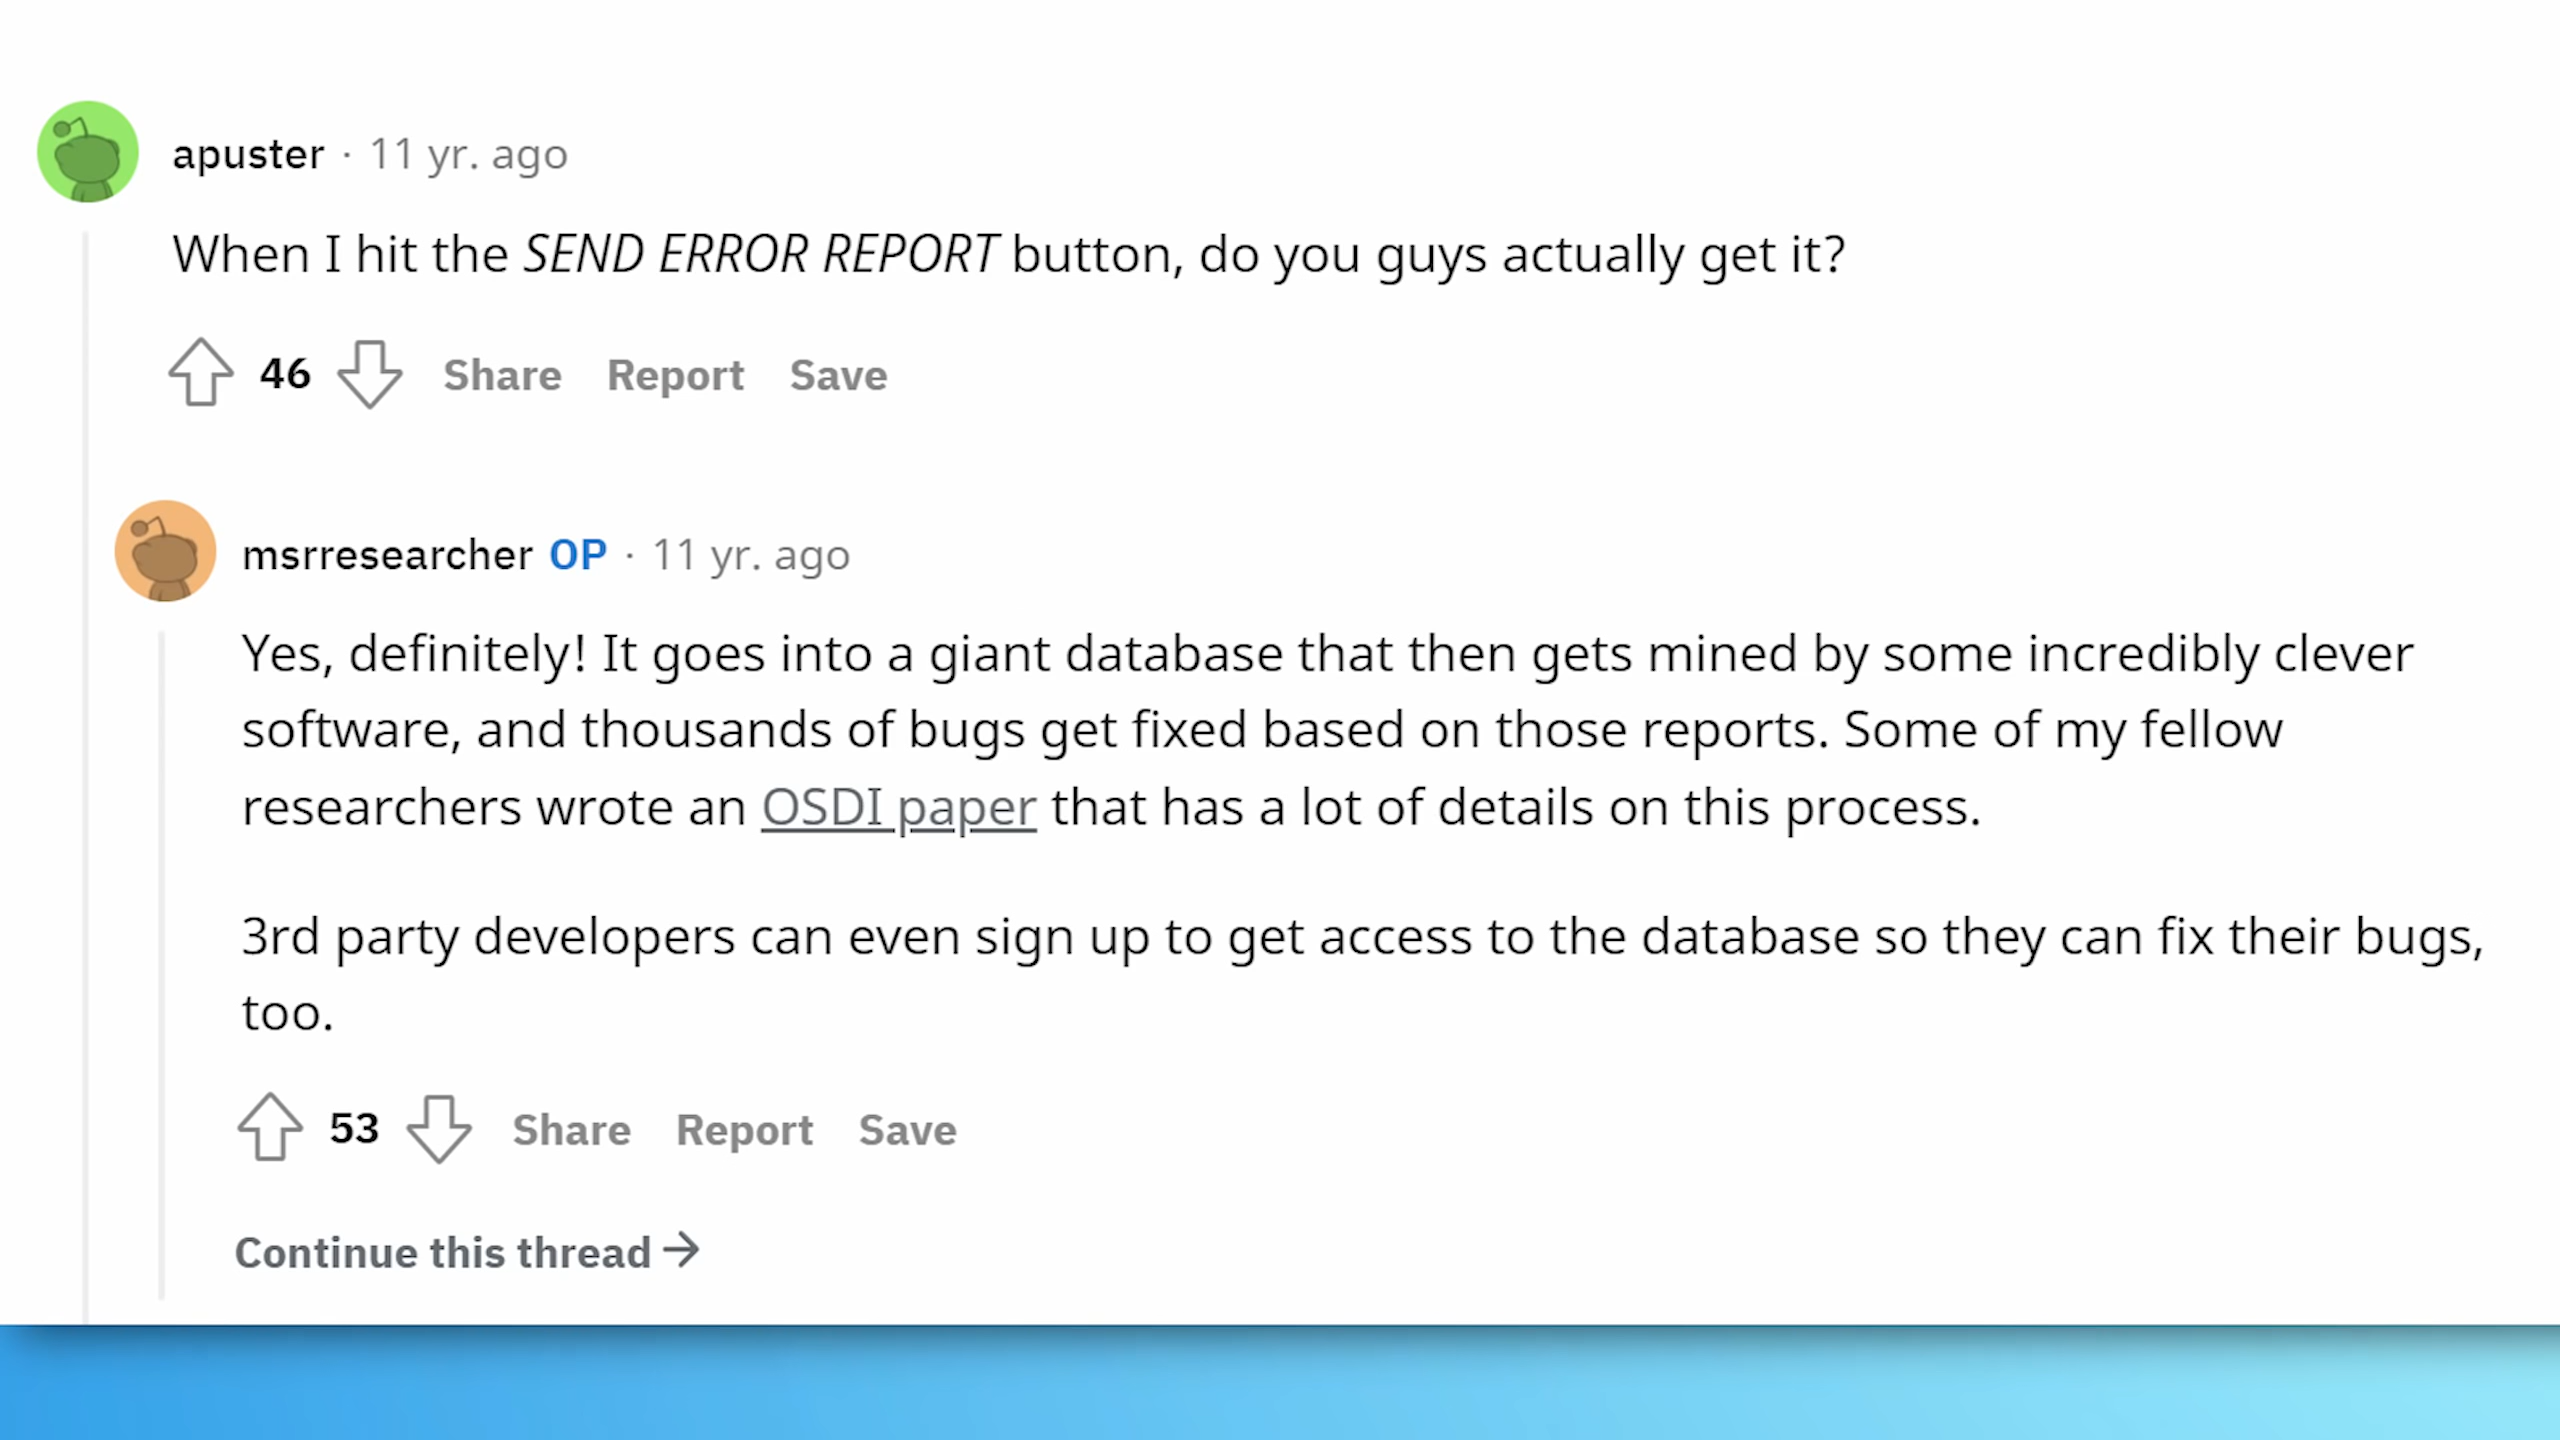 apuster · 11 yr. ago
When I hit the SEND ERROR REPORT button, do you guys actually get it?
46 Share Report Save
msrresearcher OP · 11 yr. ago
Yes, definitely! It goes into a giant database that then gets mined by some incredibly clever
software, and thousands of bugs get fixed based on those reports. Some of my fellow
researchers wrote an OSDI paper that has a lot of details on this process.
3rd party developers can even sign up to get access to the database so they can fix their bugs,
too.
53 Share Report Save
Continue this thread →